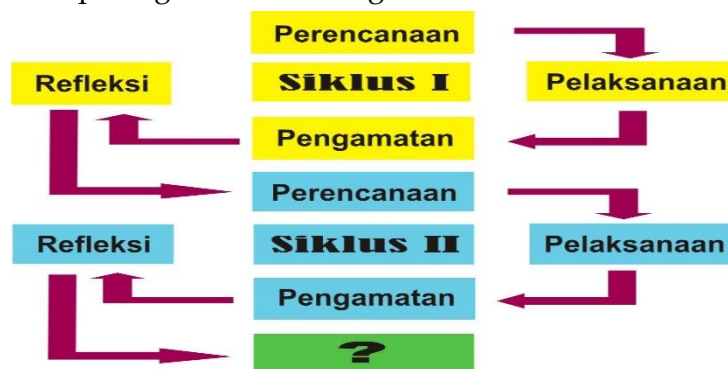 Perencanaan
Refleksi
Siklus I
Pelaksanaan
Pengamatan
Perencanaan
Refleksi
Siklus II
Pelaksanaan
Pengamatan
?